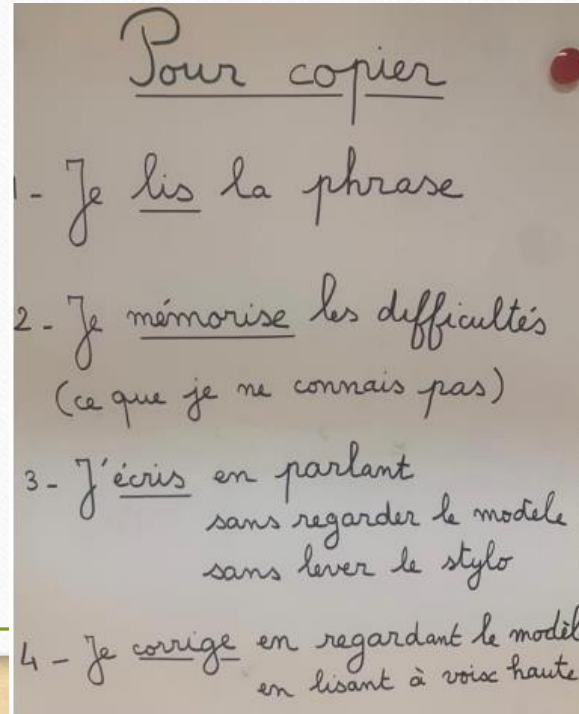 Pour copier
1 - Je lis la phrase
2 - Je mémorise les difficultés
(ce que je ne connais pas)
3 - J'écris en parlant
sans regarder le modèle
sans lever le stylo
4 - Je corrige en regardant le modèl
en lisant à voix haute